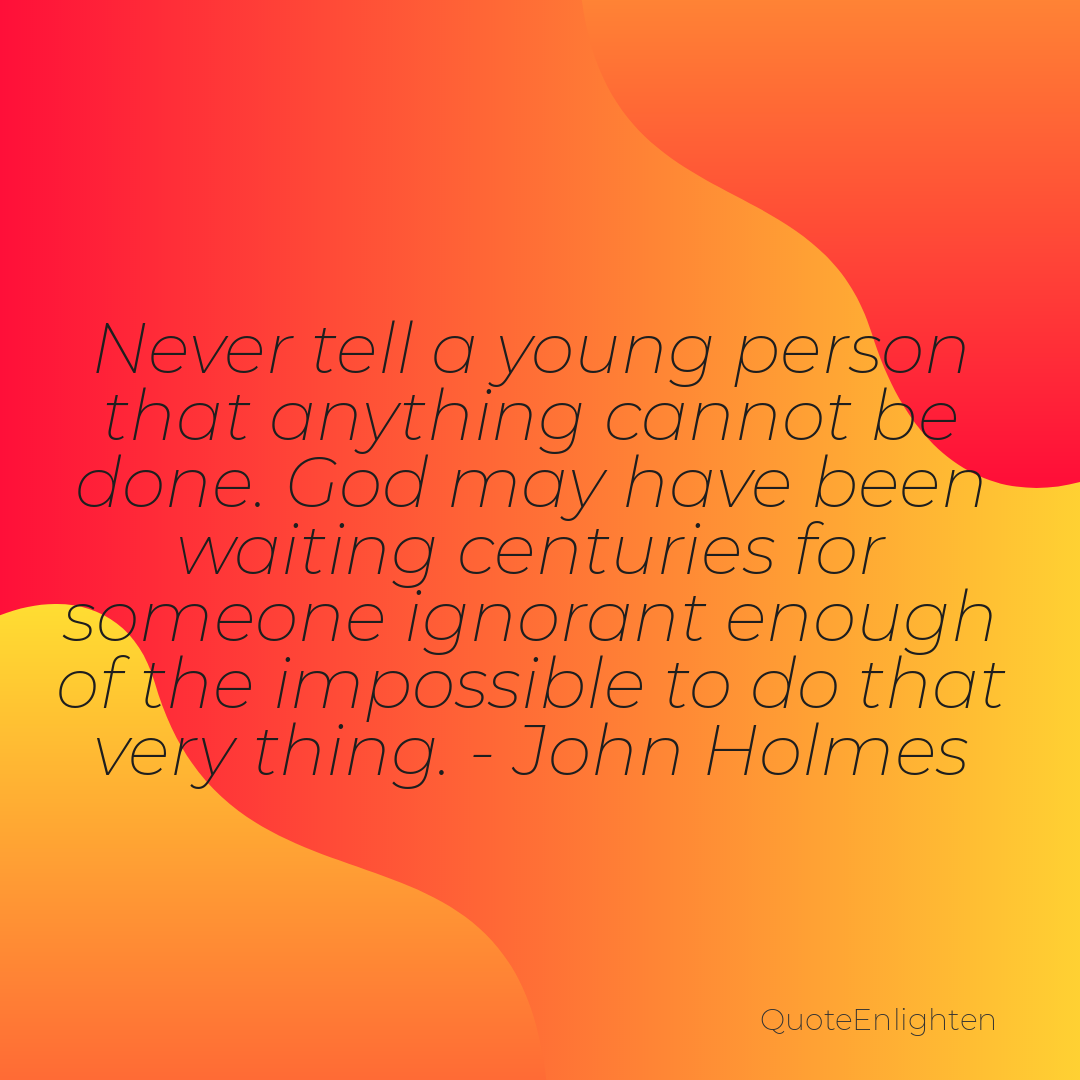 Never tell a young person
that anything cannot be
done. God may have been
waiting centuries for
someone ignorant enough
of the impossible to do that
very thing. - John Holmes
QuoteEnlighten